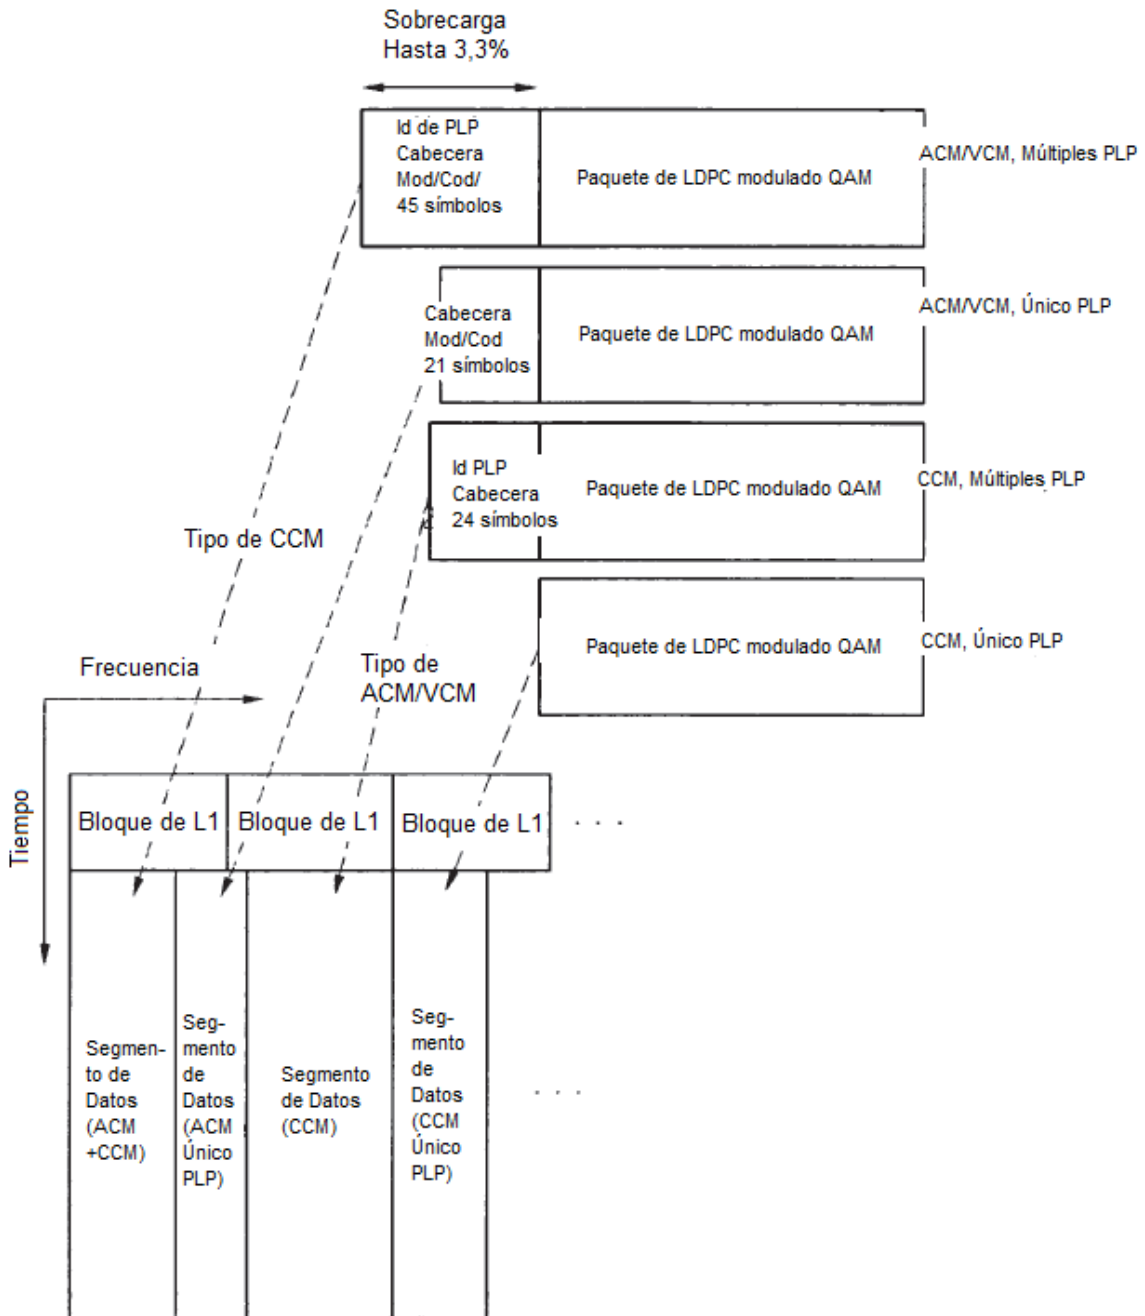 Sobrecarga
Hasta 3,3%
Id de PLP
Cabecera
Mod/Cod/
45 símbolos
Paquete de LDPC modulado QAM
ACM/VCM, Múltiples PLP
Cabecera
Mod/Cod
21 símbolos
Paquete de LDPC modulado QAM
ACM/VCM, Único PLP
Id PLP
Cabecera
24 símbolos
Paquete de LDPC modulado QAM
CCM, Múltiples PLP
Tipo de CCM
Paquete de LDPC modulado QAM
CCM, Único PLP
Tipo de
ACM/VCM
Frecuencia
Tiempo
Bloque de L1
Bloque de L1
Bloque de L1
. . .
Segmen-
to de
Datos
(ACM
+CCM)
Seg-
mento
de
Datos
(ACM
Único
PLP)
Segmento
de Datos
(CCM)
Seg-
mento
de
Datos
(CCM
Único
PLP)
. . .